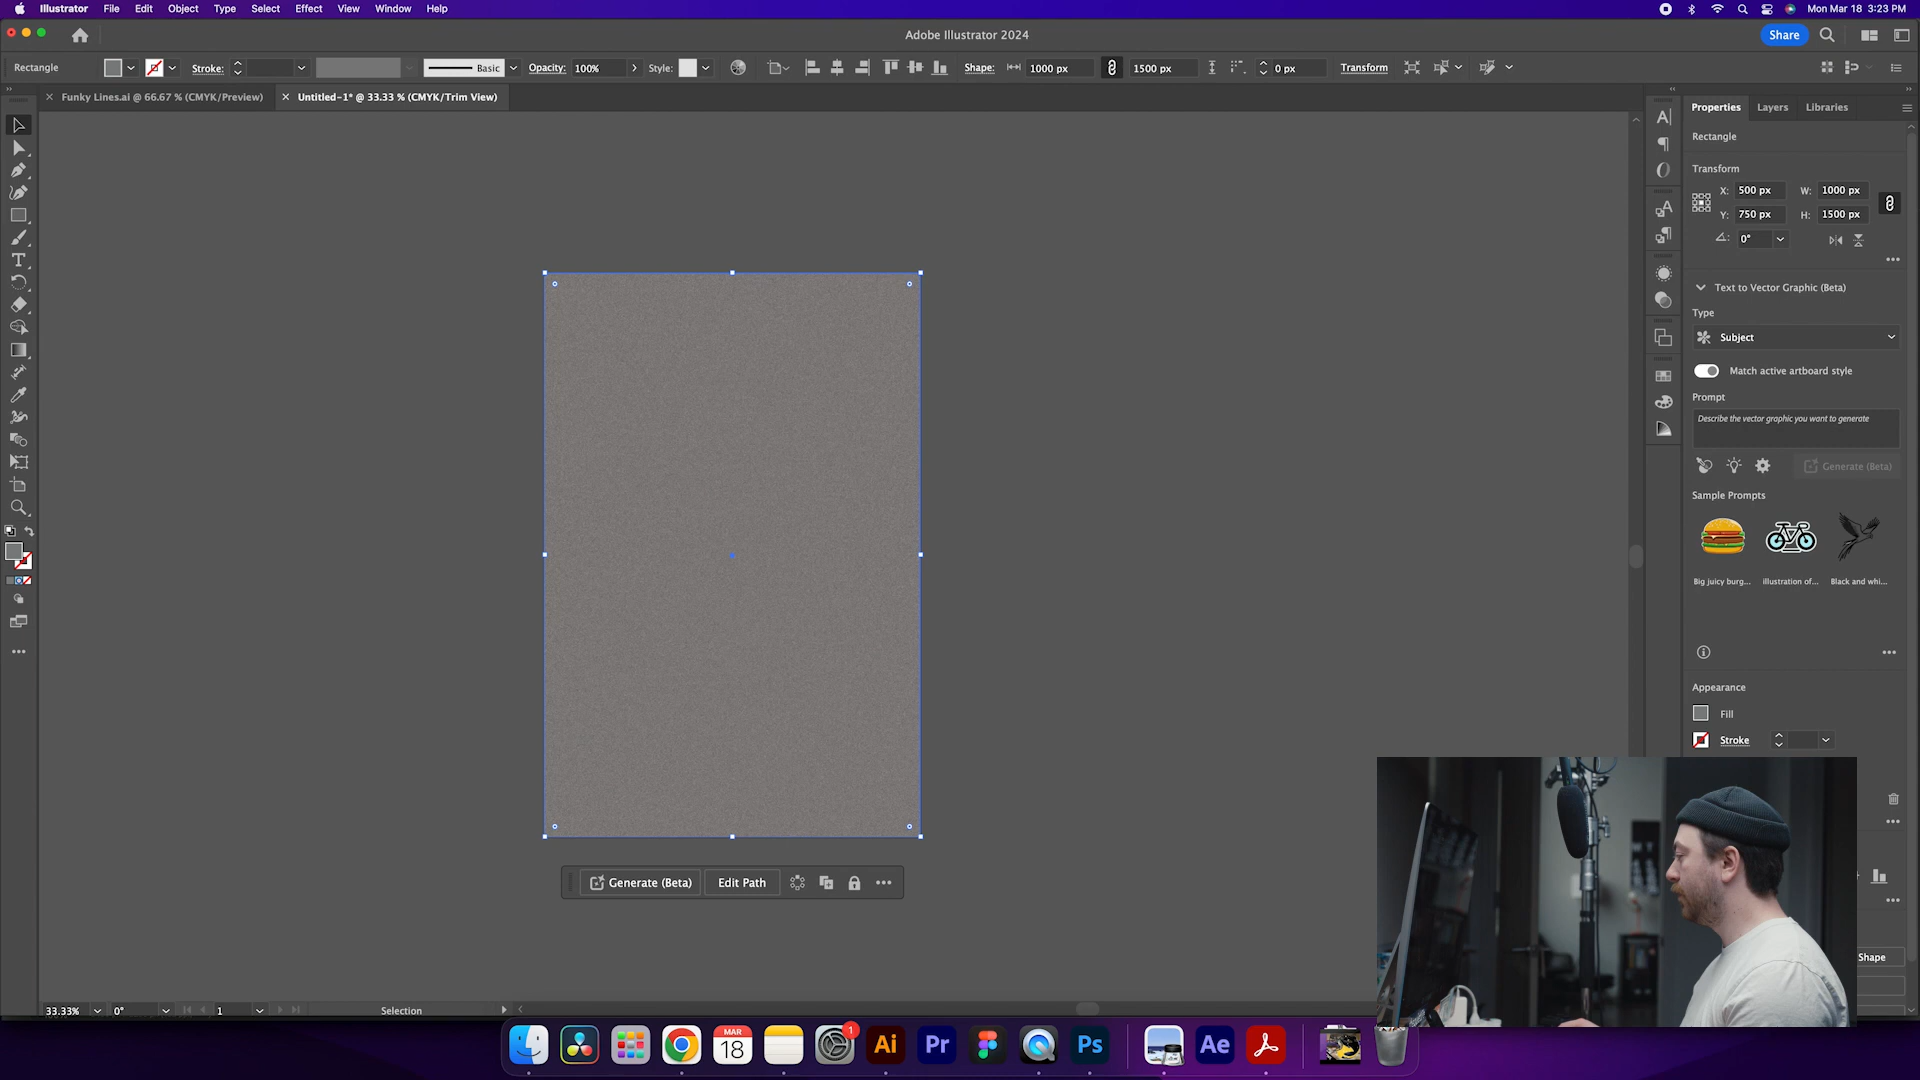 Illustrator File Edit Object Type Select Effect View Window Help
Mon Mar 18 3:23 PM
Adobe Illustrator 2024
Share
Rectangle
Stroke:
Basic
Opacity: 100%
Style:
Shape: 1000 px
1500 px
0 px
Transform
Funky Lines.ai @ 66.67 % (CMYK/Preview)
Untitled-1* @ 33.33 % (CMYK/Trim View)
Properties Layers Libraries
Rectangle
Transform
X: 500 px W: 1000 px
Y: 750 px H: 1500 px
0°
Text to Vector Graphic (Beta)
Type
Subject
Match active artboard style
Prompt
Describe the vector graphic you want to generate
Generate (Beta)
Sample Prompts
Big juicy burg... illustration of... Black and whi...
Appearance
Fill
Stroke
Shape
Generate (Beta) Edit Path
33.33% 0° 1 Selection
MAR
18
1
Ai Pr Ps Ae